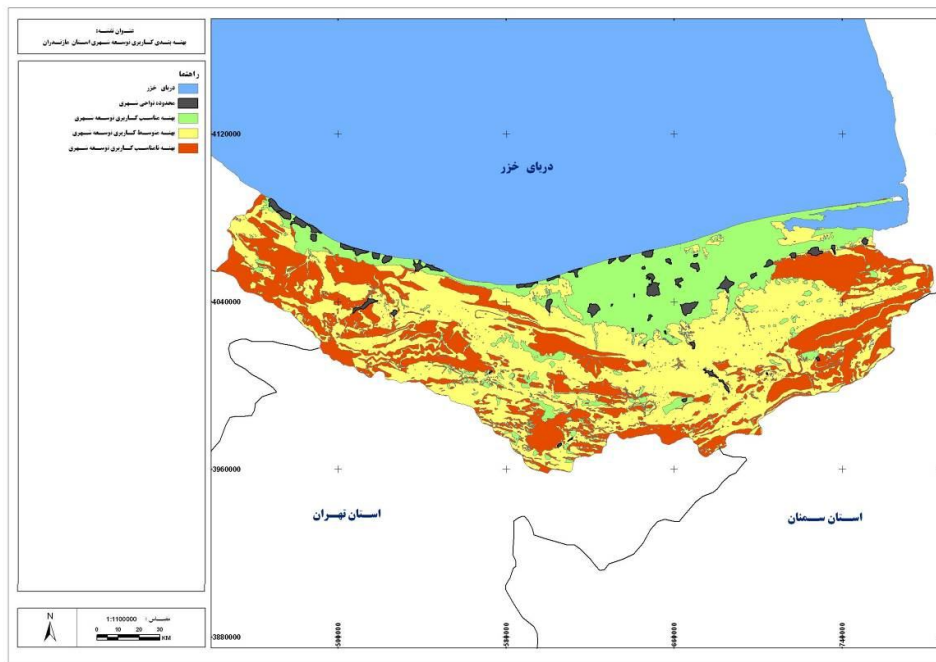 عنوان نقشه:
پهنه بندی کاربری توسعه شهری استان مازندران
راهنما
دریای خزر
محدوده نواحی شهری
پهنه مناسب کاربری توسعه شهری
پهنه متوسط کاربری توسعه شهری
پهنه نامناسب کاربری توسعه شهری
4120000
دریای خزر
4040000
3960000
استان تهران
استان سمنان
3880000
N
مقیاس : 1:1100000
0 10 20 30
KM